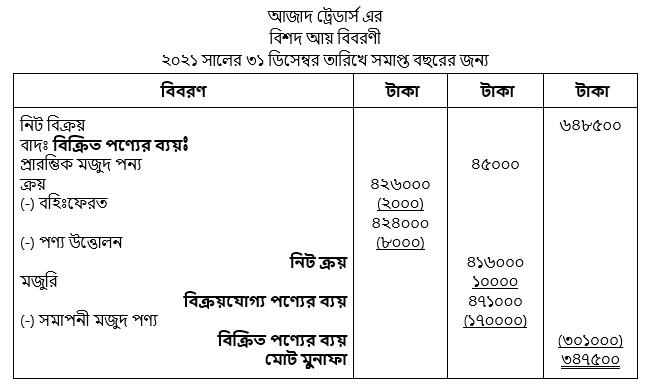 আজাদ ট্রেডার্স এর
বিশদ আয় বিবরণী
২০২১ সালের ৩১ ডিসেম্বর তারিখে সমাপ্ত বছরের জন্য
বিবরণ টাকা টাকা টাকা
নিট বিক্রয় ৬৪৮৫০০
বাদঃ বিক্রিত পণ্যের ব্যয়ঃ
প্রারম্ভিক মজুদ পন্য ৪৫০০০
ক্রয় ৪২৬০০০
(-) বহিঃফেরত (২০০০)
৪২৪০০০
(-) পণ্য উত্তোলন (৮০০০)
নিট ক্রয় ৪১৬০০০
মজুরি ১০০০০
বিক্রয়যোগ্য পণ্যের ব্যয় ৪৭১০০০
(-) সমাপনী মজুদ পণ্য (১৭০০০০)
বিক্রিত পণ্যের ব্যয় (৩০১০০০)
মোট মুনাফা ৩৪৭৫০০